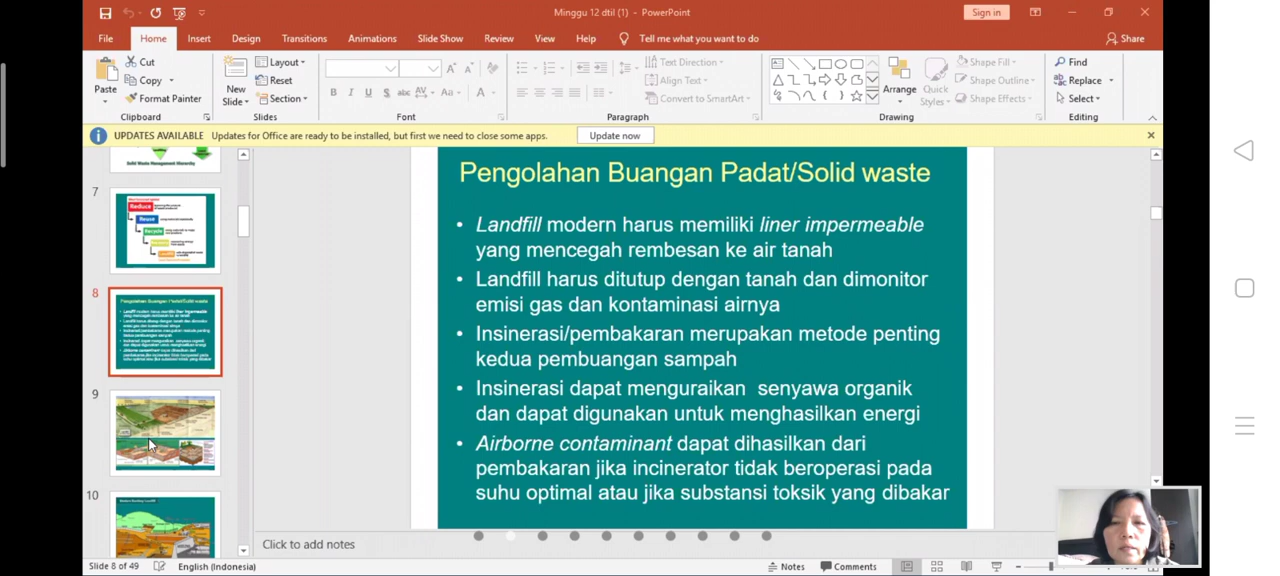 Minggu 12 dtil (1) - PowerPoint
Sign in
File Home Insert Design Transitions Animations Slide Show Review View Help Tell me what you want to do Share
Paste
Cut
Copy
Format Painter
Clipboard
New
Slide
Layout
Reset
Section
Slides
Font
Text Direction
Align Text
Convert to SmartArt
Paragraph
Arrange
Quick
Styles
Shape Fill
Shape Outline
Shape Effects
Drawing
Find
Replace
Select
Editing
UPDATES AVAILABLE Updates for Office are ready to be installed, but first we need to close some apps. Update now
Solid Waste Management Hierarchy
7
Reduce
Reuse
Recycle
8
9
10
Pengolahan Buangan Padat/Solid waste
• Landfill modern harus memiliki liner impermeable
yang mencegah rembesan ke air tanah
• Landfill harus ditutup dengan tanah dan dimonitor
emisi gas dan kontaminasi airnya
• Insinerasi/pembakaran merupakan metode penting
kedua pembuangan sampah
• Insinerasi dapat menguraikan senyawa organik
dan dapat digunakan untuk menghasilkan energi
• Airborne contaminant dapat dihasilkan dari
pembakaran jika incinerator tidak beroperasi pada
suhu optimal atau jika substansi toksik yang dibakar
Click to add notes
Slide 8 of 49 English (Indonesia) Notes Comments